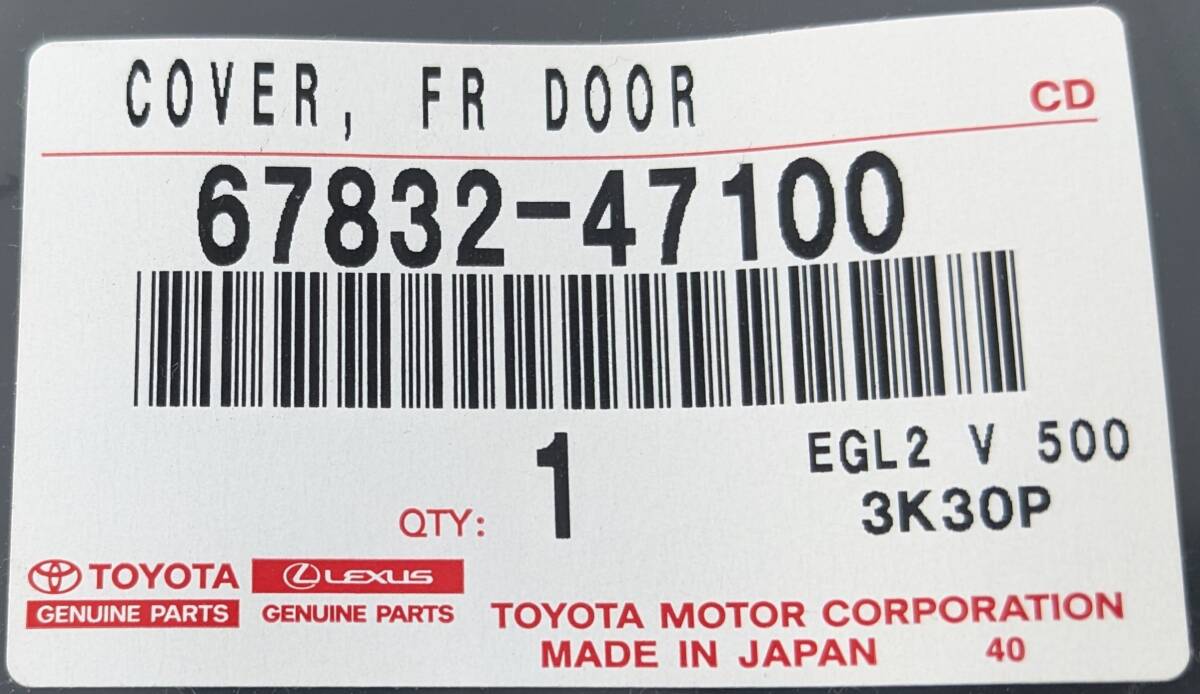 COVER, FR DOOR
CD
67832-47100
EGL2 V 500
QTY: 1
3K30P
TOYOTA LEXUS
GENUINE PARTS GENUINE PARTS
TOYOTA MOTOR CORPORATION
MADE IN JAPAN 40